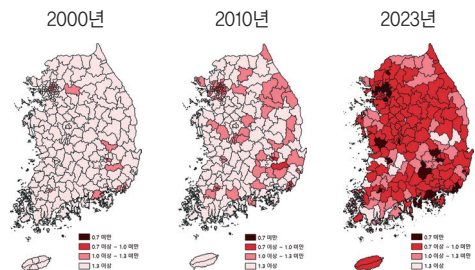 2000년
2010년
2023년
0.7 미만
0.7 이상 - 1.0 미만
1.0 이상 - 1.3 미만
1.3 이상
0.7 미만
0.7 이상 - 1.0 미만
1.0 이상 - 1.3 미만
1.3 이상
0.7 미만
0.7 이상 - 1.0 미만
1.0 이상 - 1.3 미만
1.3 이상